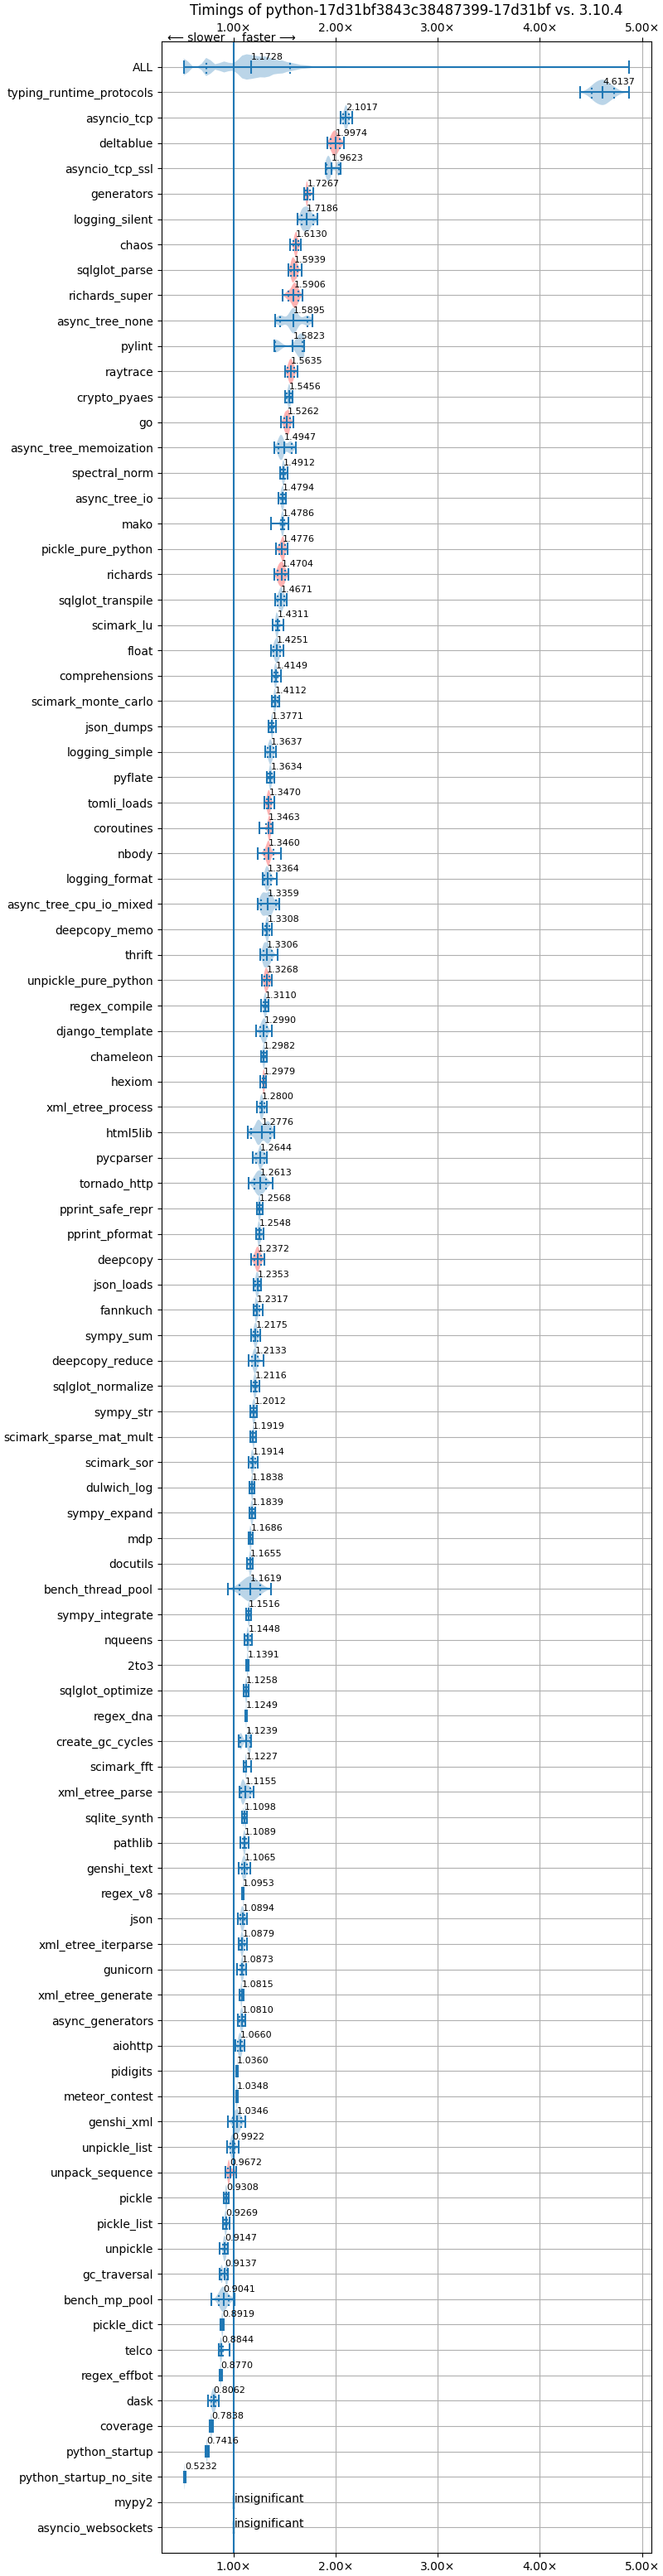 Timings of python-17d31bf3843c38487399-17d31bf vs. 3.10.4
1.00× 2.00× 3.00× 4.00× 5.00×
⟵ slower faster ⟶
ALL 1.1728
typing_runtime_protocols 4.6137
asyncio_tcp 2.1017
deltablue 1.9974
asyncio_tcp_ssl 1.9623
generators 1.7267
logging_silent 1.7186
chaos 1.6130
sqlglot_parse 1.5939
richards_super 1.5906
async_tree_none 1.5895
pylint 1.5823
raytrace 1.5635
crypto_pyaes 1.5456
go 1.5262
async_tree_memoization 1.4947
spectral_norm 1.4912
async_tree_io 1.4794
mako 1.4786
pickle_pure_python 1.4776
richards 1.4704
sqlglot_transpile 1.4671
scimark_lu 1.4311
float 1.4251
comprehensions 1.4149
scimark_monte_carlo 1.4112
json_dumps 1.3771
logging_simple 1.3637
pyflate 1.3634
tomli_loads 1.3470
coroutines 1.3463
nbody 1.3460
logging_format 1.3364
async_tree_cpu_io_mixed 1.3359
deepcopy_memo 1.3308
thrift 1.3306
unpickle_pure_python 1.3268
regex_compile 1.3110
django_template 1.2990
chameleon 1.2982
hexiom 1.2979
xml_etree_process 1.2800
html5lib 1.2776
pycparser 1.2644
tornado_http 1.2613
pprint_safe_repr 1.2568
pprint_pformat 1.2548
deepcopy 1.2372
json_loads 1.2353
fannkuch 1.2317
sympy_sum 1.2175
deepcopy_reduce 1.2133
sqlglot_normalize 1.2116
sympy_str 1.2012
scimark_sparse_mat_mult 1.1919
scimark_sor 1.1914
dulwich_log 1.1838
sympy_expand 1.1839
mdp 1.1686
docutils 1.1655
bench_thread_pool 1.1619
sympy_integrate 1.1516
nqueens 1.1448
2to3 1.1391
sqlglot_optimize 1.1258
regex_dna 1.1249
create_gc_cycles 1.1239
scimark_fft 1.1227
xml_etree_parse 1.1155
sqlite_synth 1.1098
pathlib 1.1089
genshi_text 1.1065
regex_v8 1.0953
json 1.0894
xml_etree_iterparse 1.0879
gunicorn 1.0873
xml_etree_generate 1.0815
async_generators 1.0810
aiohttp 1.0660
pidigits 1.0360
meteor_contest 1.0348
genshi_xml 1.0346
unpickle_list 0.9922
unpack_sequence 0.9672
pickle 0.9308
pickle_list 0.9269
unpickle 0.9147
gc_traversal 0.9137
bench_mp_pool 0.9041
pickle_dict 0.8919
telco 0.8844
regex_effbot 0.8770
dask 0.8062
coverage 0.7838
python_startup 0.7416
python_startup_no_site 0.5232
mypy2 insignificant
asyncio_websockets insignificant
1.00× 2.00× 3.00× 4.00× 5.00×